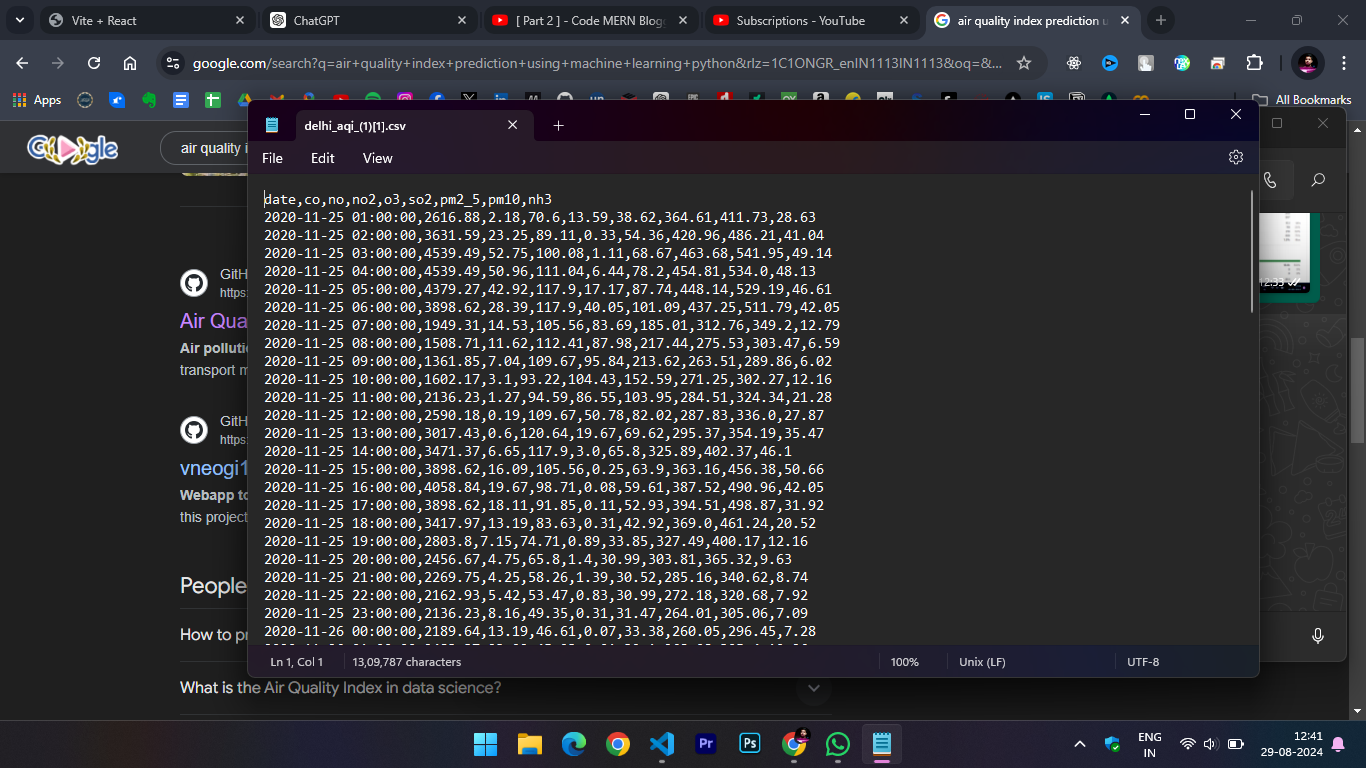 Vite + React
ChatGPT
[ Part 2 ] - Code MERN Blog
Subscriptions - YouTube
air quality index prediction u
google.com/search?q=air+quality+index+prediction+using+machine+learning+python&rlz=1C1ONGR_enIN1113IN1113&oq=&...
Apps
All Bookmarks
Google
air quality i
delhi_aqi_(1)[1].csv
File
Edit
View
date,co,no,no2,o3,so2,pm2_5,pm10,nh3
2020-11-25 01:00:00,2616.88,2.18,70.6,13.59,38.62,364.61,411.73,28.63
2020-11-25 02:00:00,3631.59,23.25,89.11,0.33,54.36,420.96,486.21,41.04
2020-11-25 03:00:00,4539.49,52.75,100.08,1.11,68.67,463.68,541.95,49.14
2020-11-25 04:00:00,4539.49,50.96,111.04,6.44,78.2,454.81,534.0,48.13
2020-11-25 05:00:00,4379.27,42.92,117.9,17.17,87.74,448.14,529.19,46.61
2020-11-25 06:00:00,3898.62,28.39,117.9,40.05,101.09,437.25,511.79,42.05
2020-11-25 07:00:00,1949.31,14.53,105.56,83.69,185.01,312.76,349.2,12.79
2020-11-25 08:00:00,1508.71,11.62,112.41,87.98,217.44,275.53,303.47,6.59
2020-11-25 09:00:00,1361.85,7.04,109.67,95.84,213.62,263.51,289.86,6.02
2020-11-25 10:00:00,1602.17,3.1,93.22,104.43,152.59,271.25,302.27,12.16
2020-11-25 11:00:00,2136.23,1.27,94.59,86.55,103.95,284.51,324.34,21.28
2020-11-25 12:00:00,2590.18,0.19,109.67,50.78,82.02,287.83,336.0,27.87
2020-11-25 13:00:00,3017.43,0.6,120.64,19.67,69.62,295.37,354.19,35.47
2020-11-25 14:00:00,3471.37,6.65,117.9,3.0,65.8,325.89,402.37,46.1
2020-11-25 15:00:00,3898.62,16.09,105.56,0.25,63.9,363.16,456.38,50.66
2020-11-25 16:00:00,4058.84,19.67,98.71,0.08,59.61,387.52,490.96,42.05
2020-11-25 17:00:00,3898.62,18.11,91.85,0.11,52.93,394.51,498.87,31.92
2020-11-25 18:00:00,3417.97,13.19,83.63,0.31,42.92,369.0,461.24,20.52
2020-11-25 19:00:00,2803.8,7.15,74.71,0.89,33.85,327.49,400.17,12.16
2020-11-25 20:00:00,2456.67,4.75,65.8,1.4,30.99,303.81,365.32,9.63
2020-11-25 21:00:00,2269.75,4.25,58.26,1.39,30.52,285.16,340.62,8.74
2020-11-25 22:00:00,2162.93,5.42,53.47,0.83,30.99,272.18,320.68,7.92
2020-11-25 23:00:00,2136.23,8.16,49.35,0.31,31.47,264.01,305.06,7.09
2020-11-26 00:00:00,2189.64,13.19,46.61,0.07,33.38,260.05,296.45,7.28
Ln 1, Col 1
13,09,787 characters
100%
Unix (LF)
UTF-8
GitH
https:
Air Qua
Air pollutio
transport m
GitH
https:
vneogi1
Webapp to
this project
People
How to pr
What is the Air Quality Index in data science?
12:33
ENG
IN
12:41
29-08-2024